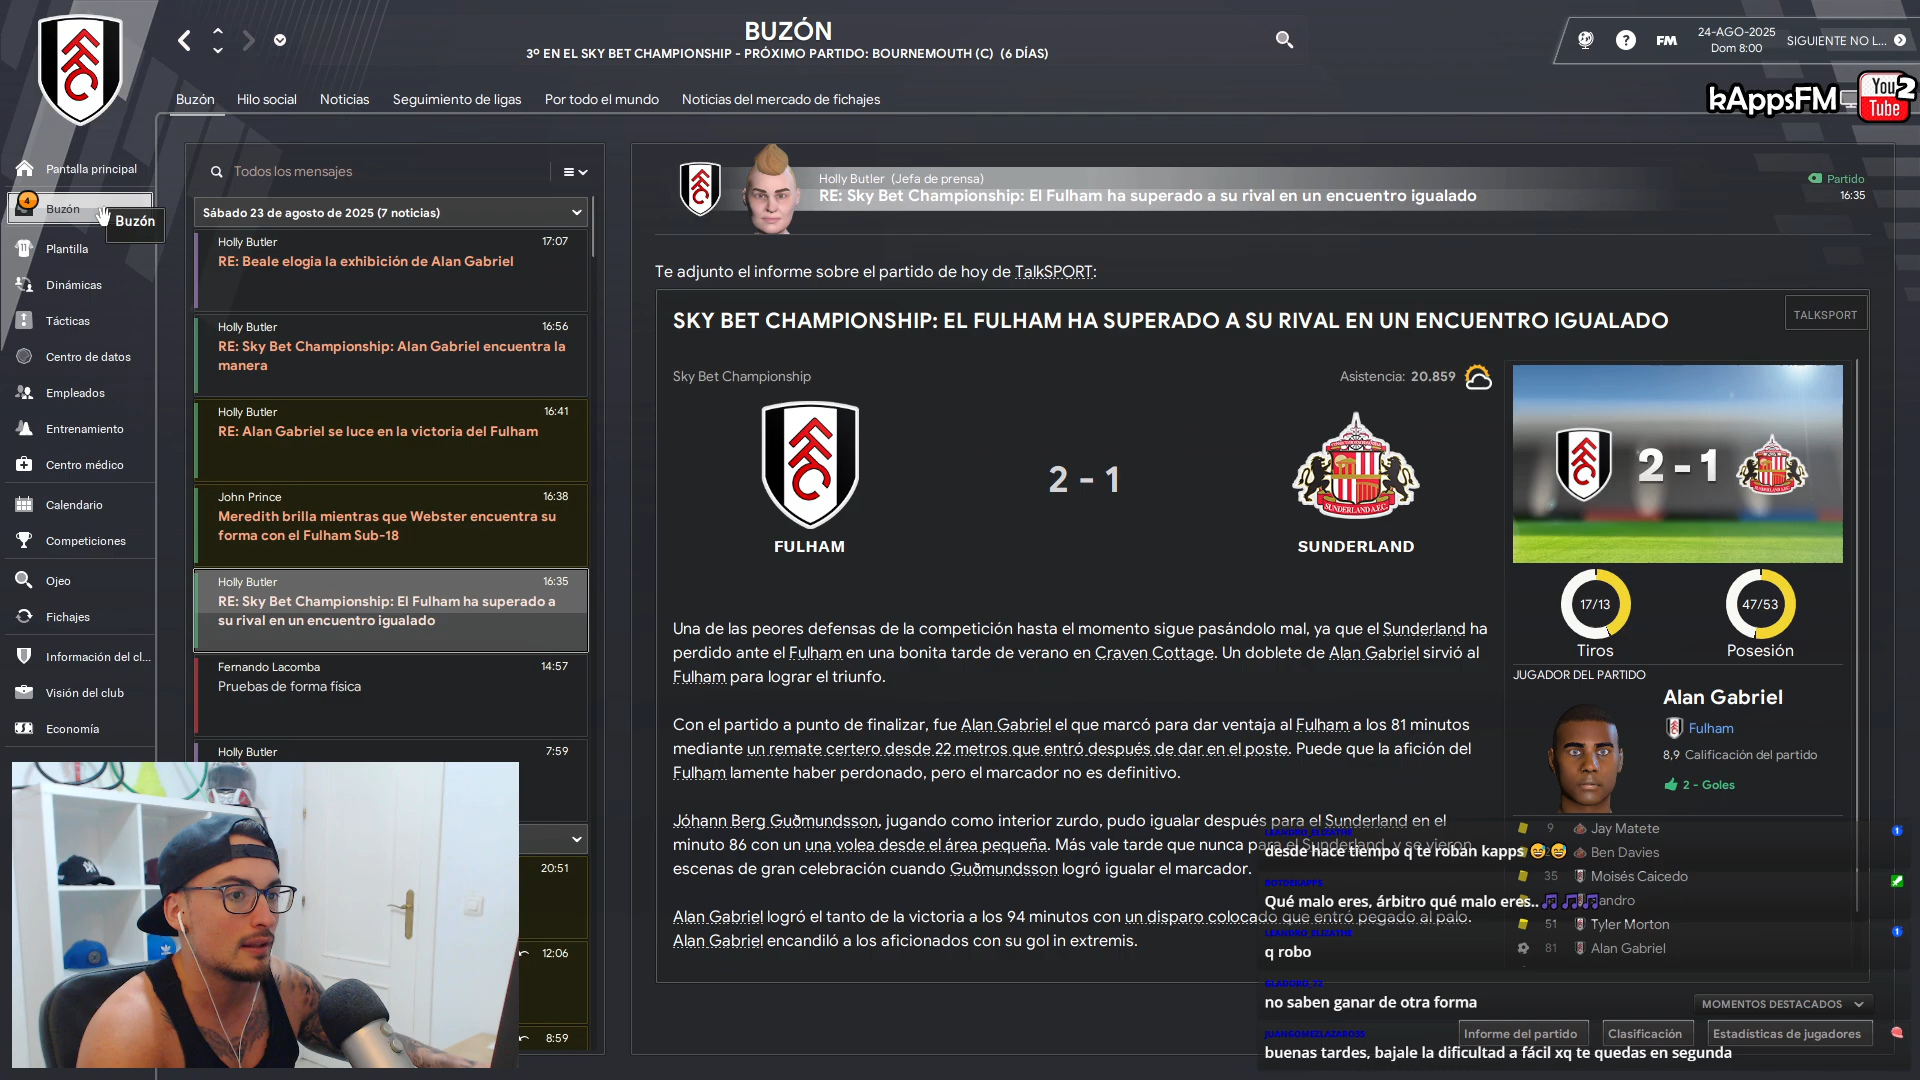 BUZÓN
3º EN EL SKY BET CHAMPIONSHIP - PRÓXIMO PARTIDO: BOURNEMOUTH (C) (6 DÍAS)
FM
24-AGO-2025
Dom 8:00
SIGUIENTE NO L...
Buzón
Hilo social
Noticias
Seguimiento de ligas
Por todo el mundo
Noticias del mercado de fichajes
kAppsFM
You2
Tube
Pantalla principal
4
Buzón
Buzón
Plantilla
Dinámicas
Tácticas
Centro de datos
Empleados
Entrenamiento
Centro médico
Calendario
Competiciones
Ojeo
Fichajes
Información del cl...
Visión del club
Economía
Todos los mensajes
Sábado 23 de agosto de 2025 (7 noticias)
Holly Butler 17:07
RE: Beale elogia la exhibición de Alan Gabriel
Holly Butler 16:56
RE: Sky Bet Championship: Alan Gabriel encuentra la
manera
Holly Butler 16:41
RE: Alan Gabriel se luce en la victoria del Fulham
John Prince 16:38
Meredith brilla mientras que Webster encuentra su
forma con el Fulham Sub-18
Holly Butler 16:35
RE: Sky Bet Championship: El Fulham ha superado a
su rival en un encuentro igualado
Fernando Lacomba 14:57
Pruebas de forma física
Holly Butler 7:59
20:51
12:06
8:59
Holly Butler (Jefa de prensa)
RE: Sky Bet Championship: El Fulham ha superado a su rival en un encuentro igualado
Partido
16:35
Te adjunto el informe sobre el partido de hoy de TalkSPORT:
SKY BET CHAMPIONSHIP: EL FULHAM HA SUPERADO A SU RIVAL EN UN ENCUENTRO IGUALADO
TALKSPORT
Sky Bet Championship
Asistencia: 20.859
2 - 1
FULHAM
SUNDERLAND
SUNDERLAND A.F.C.
Una de las peores defensas de la competición hasta el momento sigue pasándolo mal, ya que el Sunderland ha
perdido ante el Fulham en una bonita tarde de verano en Craven Cottage. Un doblete de Alan Gabriel sirvió al
Fulham para lograr el triunfo.
Con el partido a punto de finalizar, fue Alan Gabriel el que marcó para dar ventaja al Fulham a los 81 minutos
mediante un remate certero desde 22 metros que entró después de dar en el poste. Puede que la afición del
Fulham lamente haber perdonado, pero el marcador no es definitivo.
Jóhann Berg Guðmundsson, jugando como interior zurdo, pudo igualar después para el Sunderland en el
minuto 86 con un una volea desde el área pequeña. Más vale tarde que nunca para el Sunderland, y se vieron
escenas de gran celebración cuando Guðmundsson logró igualar el marcador.
Alan Gabriel logró el tanto de la victoria a los 94 minutos con un disparo colocado que entró pegado al palo.
Alan Gabriel encandiló a los aficionados con su gol in extremis.
2 - 1
17/13
Tiros
47/53
Posesión
JUGADOR DEL PARTIDO
Alan Gabriel
Fulham
8,9 Calificación del partido
2 - Goles
9 Jay Matete
Ben Davies
35 Moisés Caicedo
andro
51 Tyler Morton
81 Alan Gabriel
LEANDRO_ELIZATHE
desde hace tiempo q te roban kapps 😅😅
BOTDEKAPPS
Qué malo eres, árbitro qué malo eres.. 🎵 🎵🎵
LEANDRO_ELIZATHE
q robo
no saben ganar de otra forma
JUANGOMEZLAZARO35
buenas tardes, bajale la dificultad a fácil xq te quedas en segunda
MOMENTOS DESTACADOS
Informe del partido
Clasificación
Estadísticas de jugadores